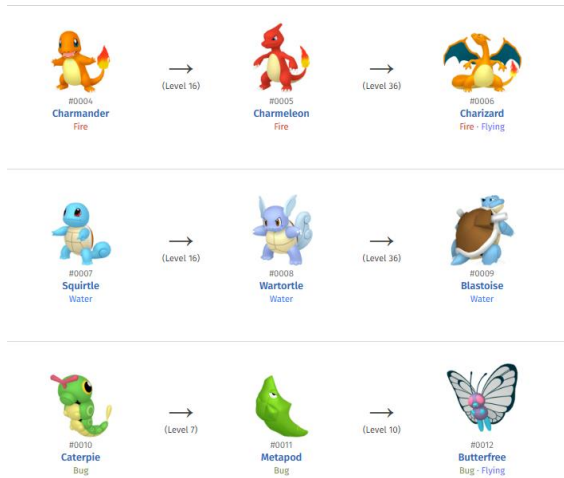 (Level 16)
(Level 36)
#0004
#0005
#0006
Charmander
Charmeleon
Charizard
Fire
Fire
Fire · Flying
(Level 16)
(Level 36)
#0007
#0008
#0009
Squirtle
Wartortle
Blastoise
Water
Water
Water
(Level 7)
(Level 10)
#0010
#0011
#0012
Caterpie
Metapod
Butterfree
Bug
Bug
Bug · Flying